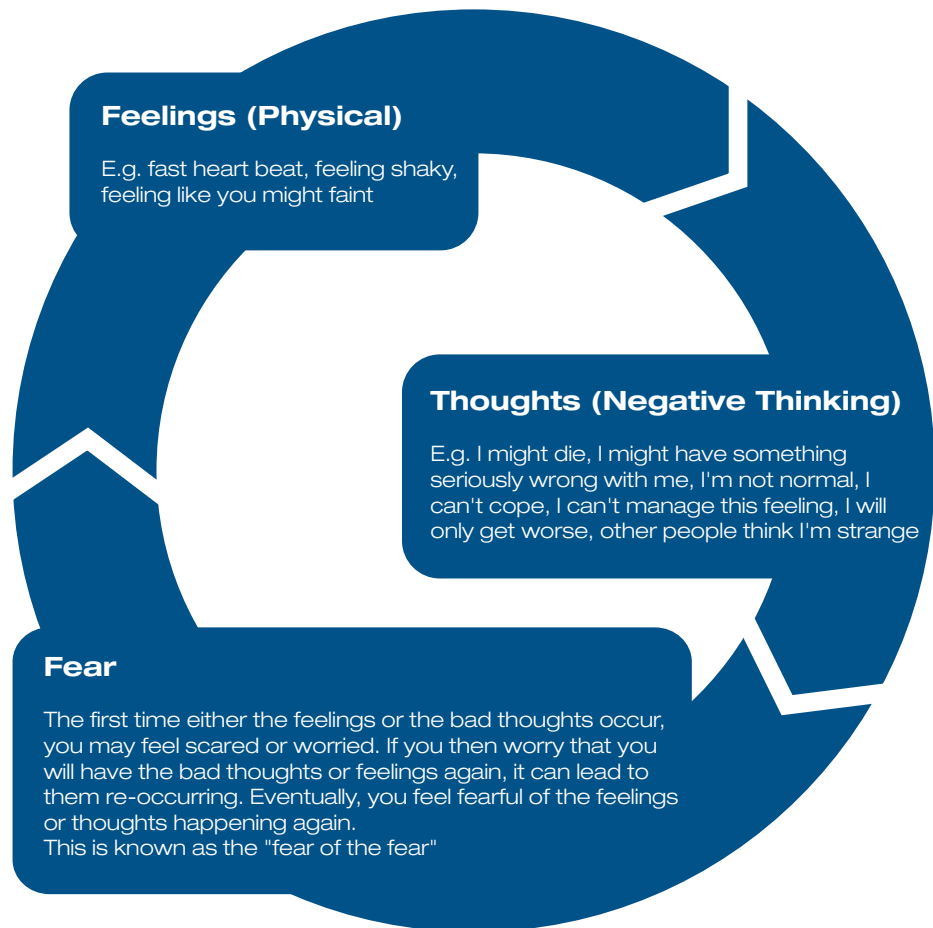 Feelings (Physical)
E.g. fast heart beat, feeling shaky,
feeling like you might faint
Thoughts (Negative Thinking)
E.g. I might die, I might have something
seriously wrong with me, I'm not normal, I
can't cope, I can't manage this feeling, I will
only get worse, other people think I'm strange
Fear
The first time either the feelings or the bad thoughts occur,
you may feel scared or worried. If you then worry that you
will have the bad thoughts or feelings again, it can lead to
them re-occurring. Eventually, you feel fearful of the feelings
or thoughts happening again.
This is known as the "fear of the fear"